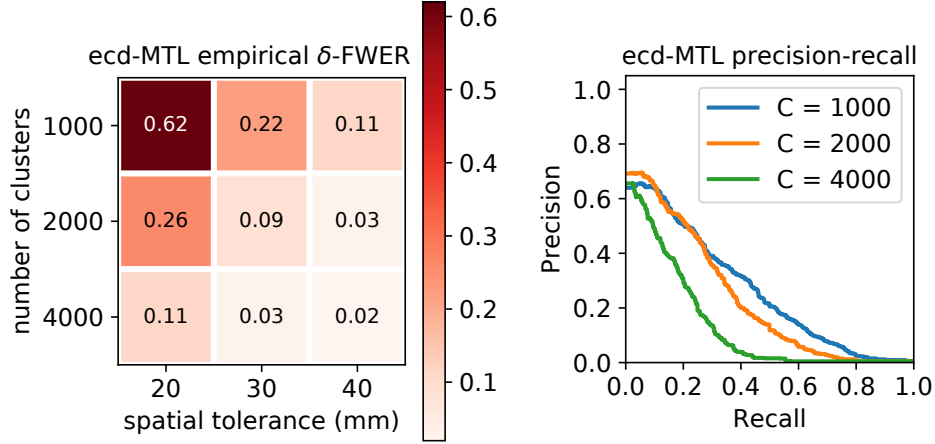 ecd-MTL empirical δ-FWER
number of clusters
1000
2000
4000
0.62 0.22 0.11
0.26 0.09 0.03
0.11 0.03 0.02
20 30 40
spatial tolerance (mm)
0.6
0.5
0.4
0.3
0.2
0.1
ecd-MTL precision-recall
Precision
1.0
0.8
0.6
0.4
0.2
0.0
C = 1000
C = 2000
C = 4000
0.0 0.2 0.4 0.6 0.8 1.0
Recall